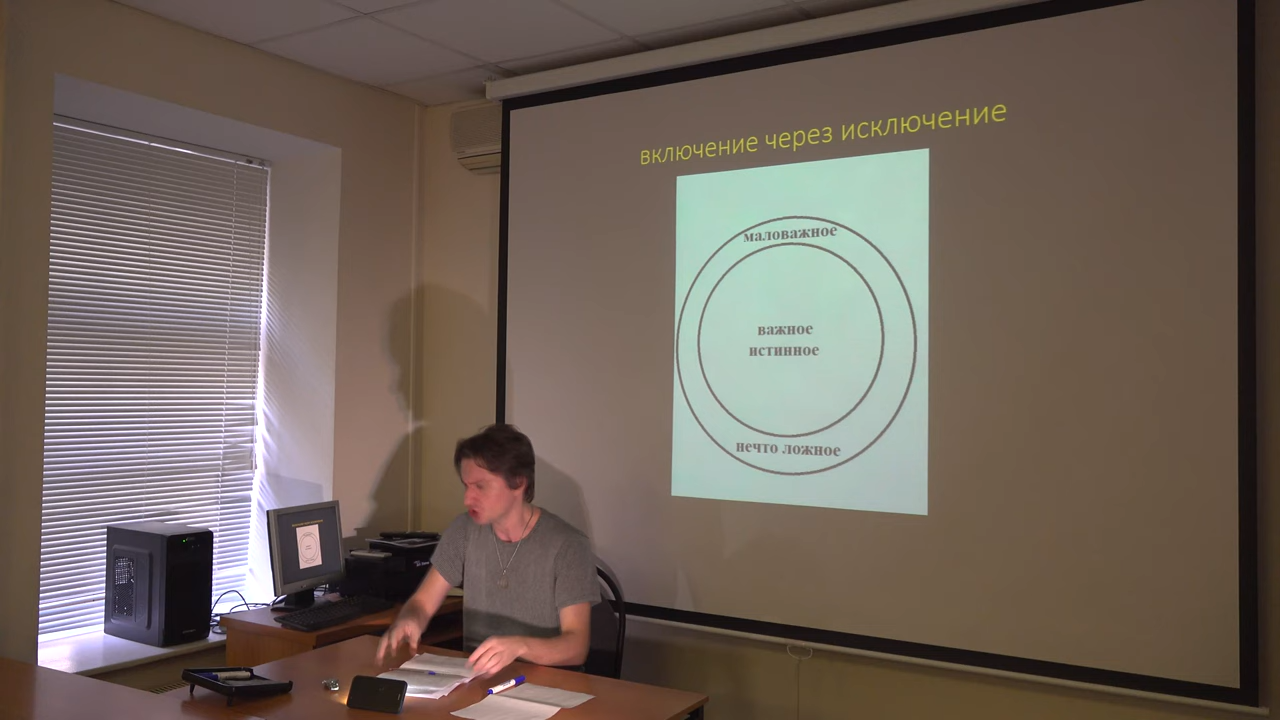 включение через исключение
маловажное
важное
истинное
нечто ложное